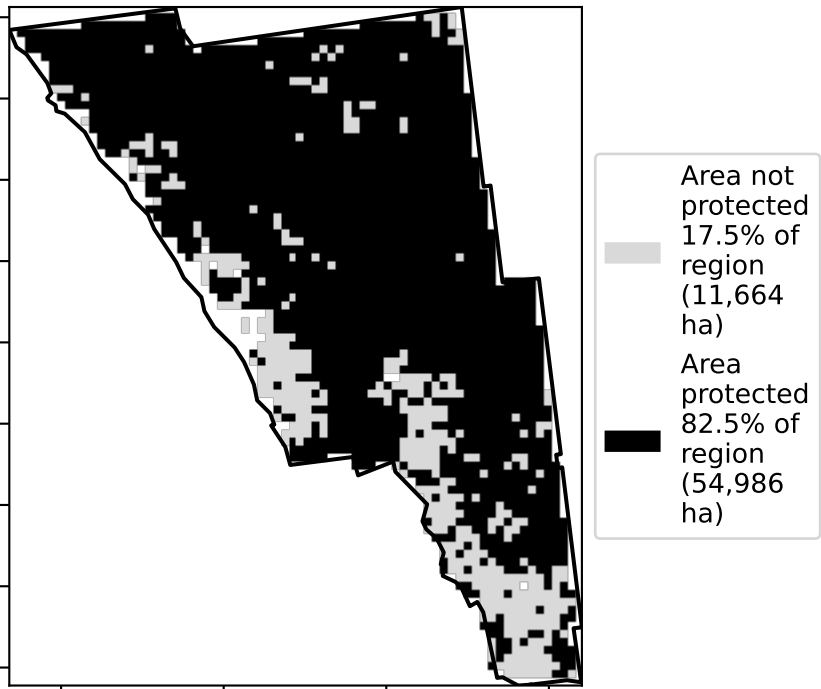 Area not
protected
17.5% of
region
(11,664
ha)
Area
protected
82.5% of
region
(54,986
ha)